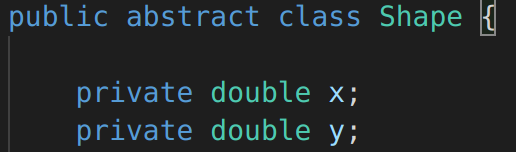 public abstract class Shape {
private double x;
private double y;